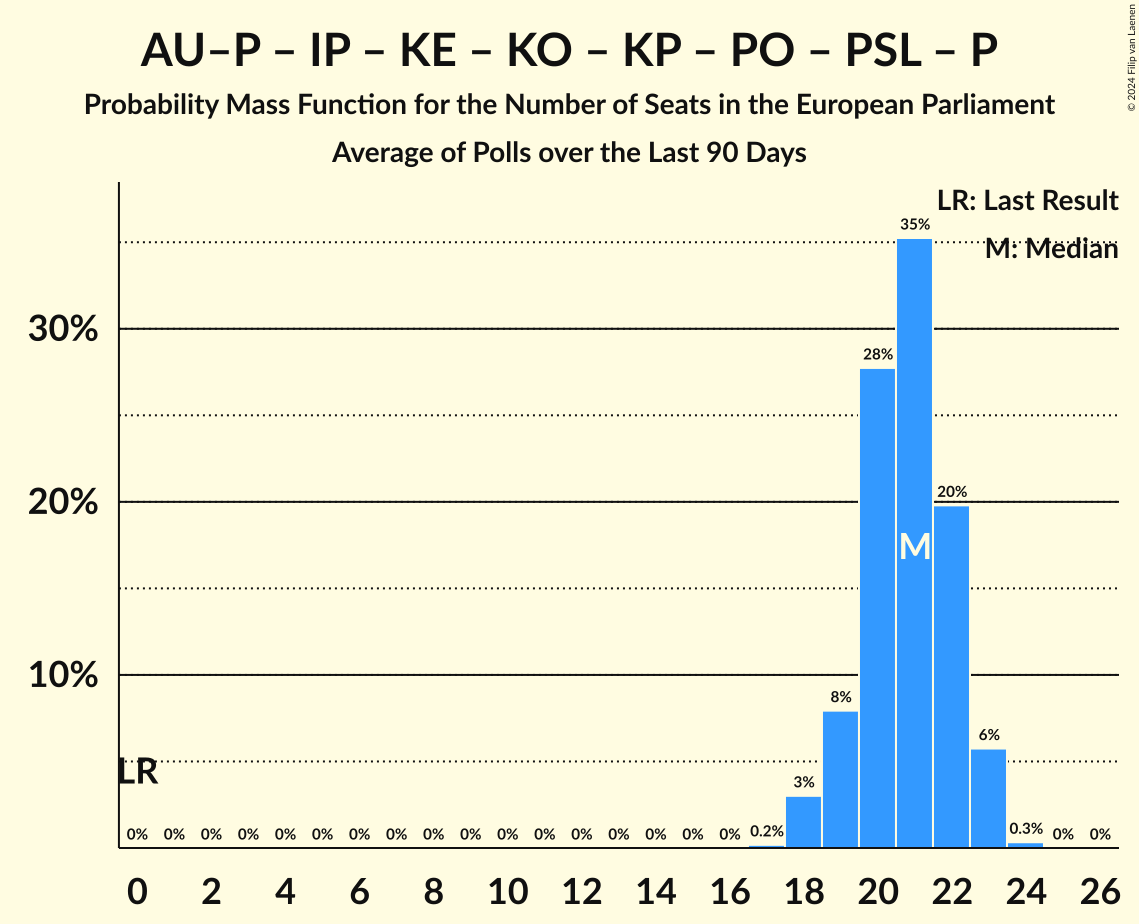 AU–P – IP – KE – KO – KP – PO – PSL – P
Probability Mass Function for the Number of Seats in the European Parliament
Average of Polls over the Last 90 Days
© 2024 Filip van Laenen
LR: Last Result
M: Median
35%
30%
28%
20%
20%
M
10%
8%
6%
LR
3%
0% 0% 0% 0% 0% 0% 0% 0% 0% 0% 0% 0% 0% 0% 0% 0% 0% 0.2% 0.3% 0% 0%
0 2 4 6 8 10 12 14 16 18 20 22 24 26